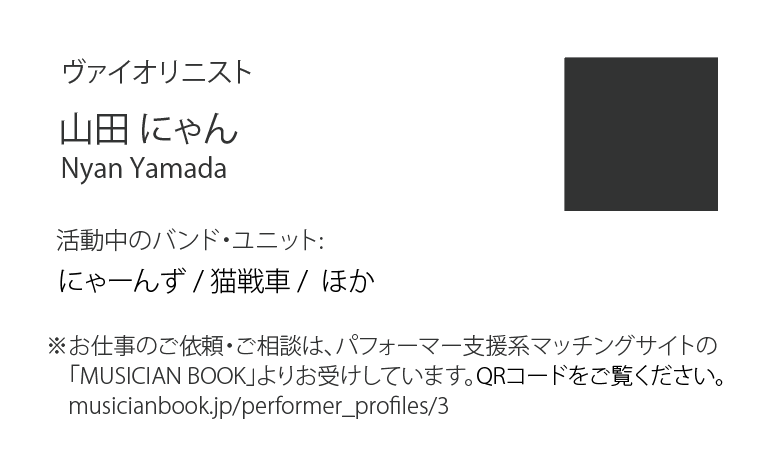 ヴァイオリニスト
山田 にゃん
Nyan Yamada
活動中のバンド・ユニット:
にゃーんず / 猫戦車 / ほか
※お仕事のご依頼・ご相談は、パフォーマー支援系マッチングサイトの
「MUSICIAN BOOK」よりお受けしています。QRコードをご覧ください。
musicianbook.jp/performer_profiles/3